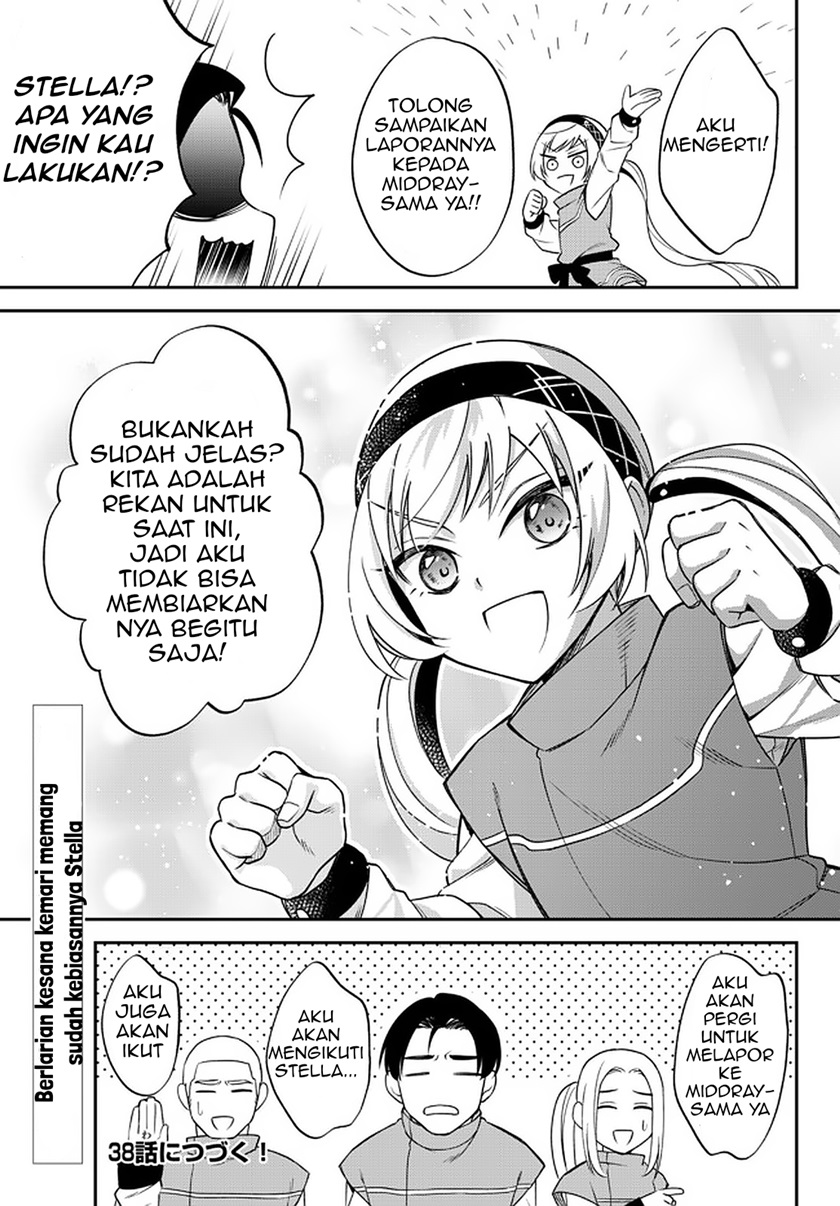 AKU
MENGERTI!
TOLONG
SAMPAIKAN
LAPORANNYA
KEPADA
MIDDRAY-
SAMA YA!!
STELLA!?
APA YANG
INGIN KAU
LAKUKAN!?
BUKANKAH
SUDAH JELAS?
KITA ADALAH
REKAN UNTUK
SAAT INI,
JADI AKU
TIDAK BISA
MEMBIARKAN
NYA BEGITU
SAJA!
Berlarian kesana kemari memang
sudah kebiasannya Stella
AKU
AKAN
PERGI
UNTUK
MELAPOR
KE
MIDDRAY-
SAMA YA
AKU
AKAN
MENGIKUTI
STELLA...
AKU
JUGA
AKAN
IKUT
38話につづく!